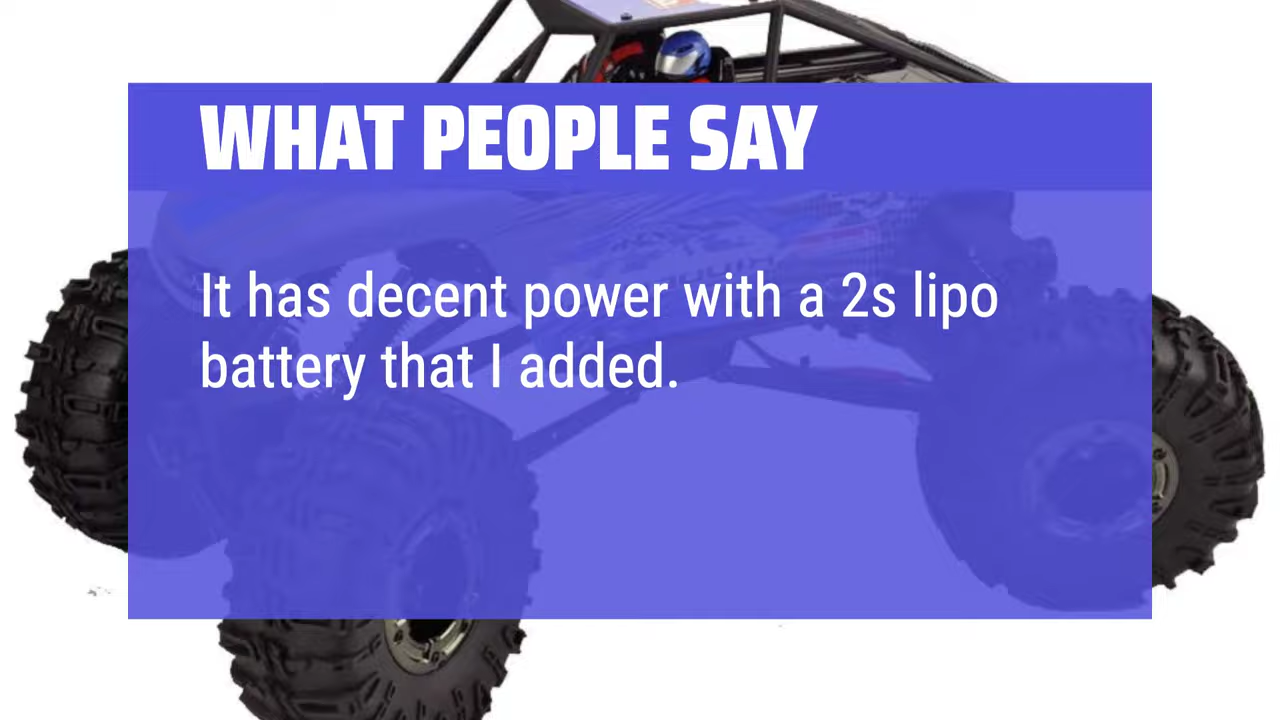 WHAT PEOPLE SAY
It has decent power with a 2s lipo
battery that I added.